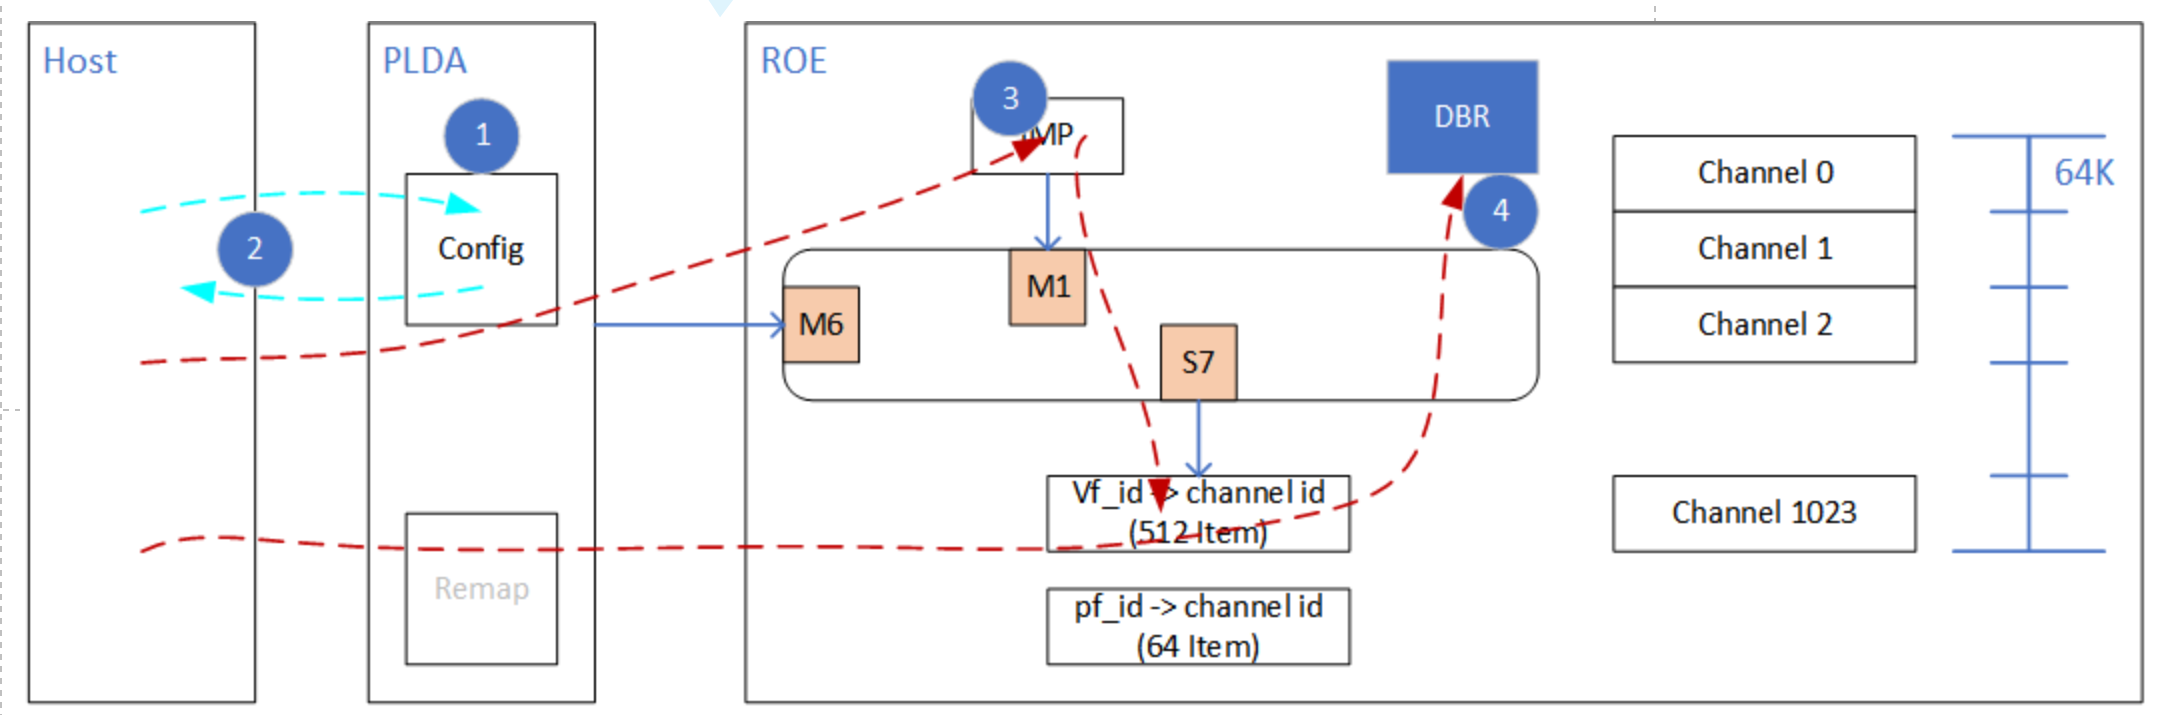 Host
PLDA
ROE
1
Config
2
Remap
3
MP
DBR
4
M1
M6
S7
Vf_id -> channel id
(512 Item)
pf_id -> channel id
(64 Item)
Channel 0
Channel 1
Channel 2
Channel 1023
64K